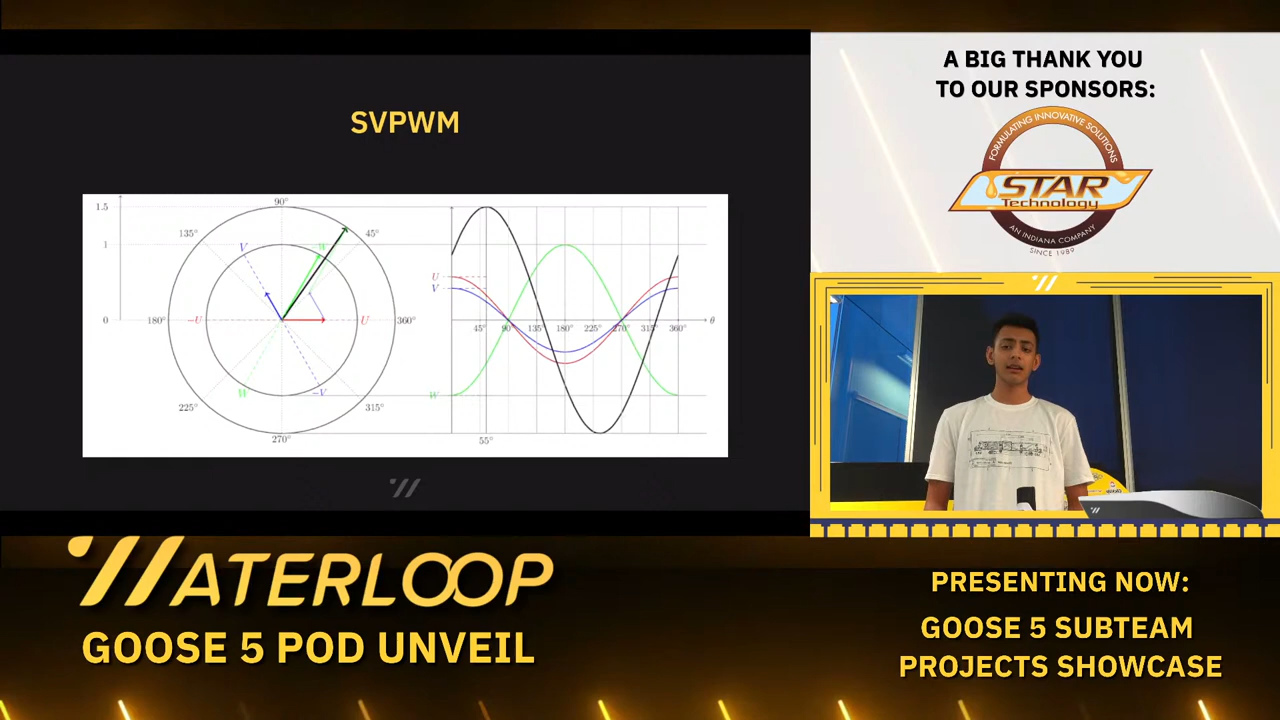 SVPWM
1.5
1
0
90°
135°
45°
V
W
180°
-U
U
360°
W
-V
225°
315°
270°
U
V
45°
90°
135°
180°
225°
270°
315°
360°
θ
W
55°
A BIG THANK YOU
TO OUR SPONSORS:
FORMULATING INNOVATIVE SOLUTIONS
STAR
Technology
AN INDIANA COMPANY
SINCE 1989
WATERLOOP
GOOSE 5 POD UNVEIL
PRESENTING NOW:
GOOSE 5 SUBTEAM
PROJECTS SHOWCASE